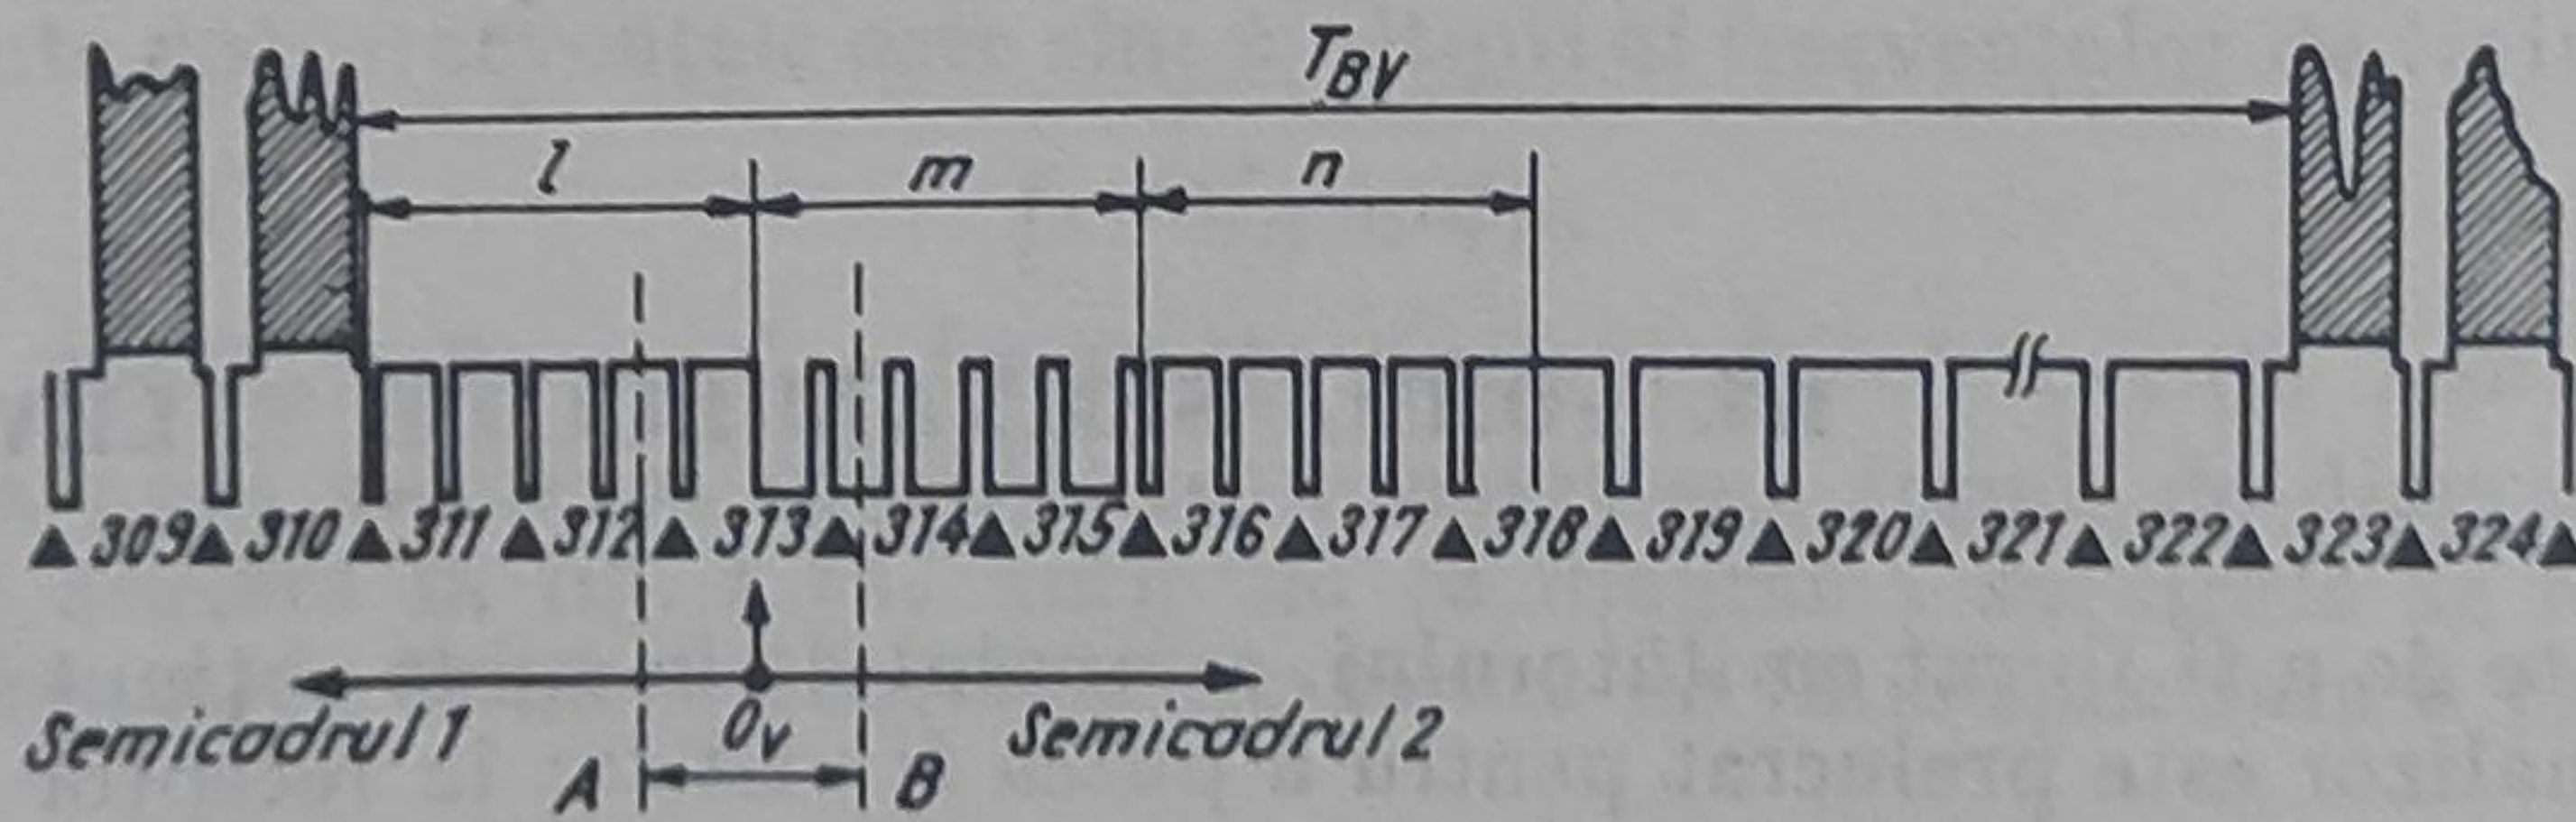 T_BV
l m n
▲ 309 ▲ 310 ▲ 311 ▲ 312 ▲ 313 ▲ 314 ▲ 315 ▲ 316 ▲ 317 ▲ 318 ▲ 319 ▲ 320 ▲ 321 ▲ 322 ▲ 323 ▲ 324 ▲
Semicadrul 1 0_v Semicadrul 2
A B